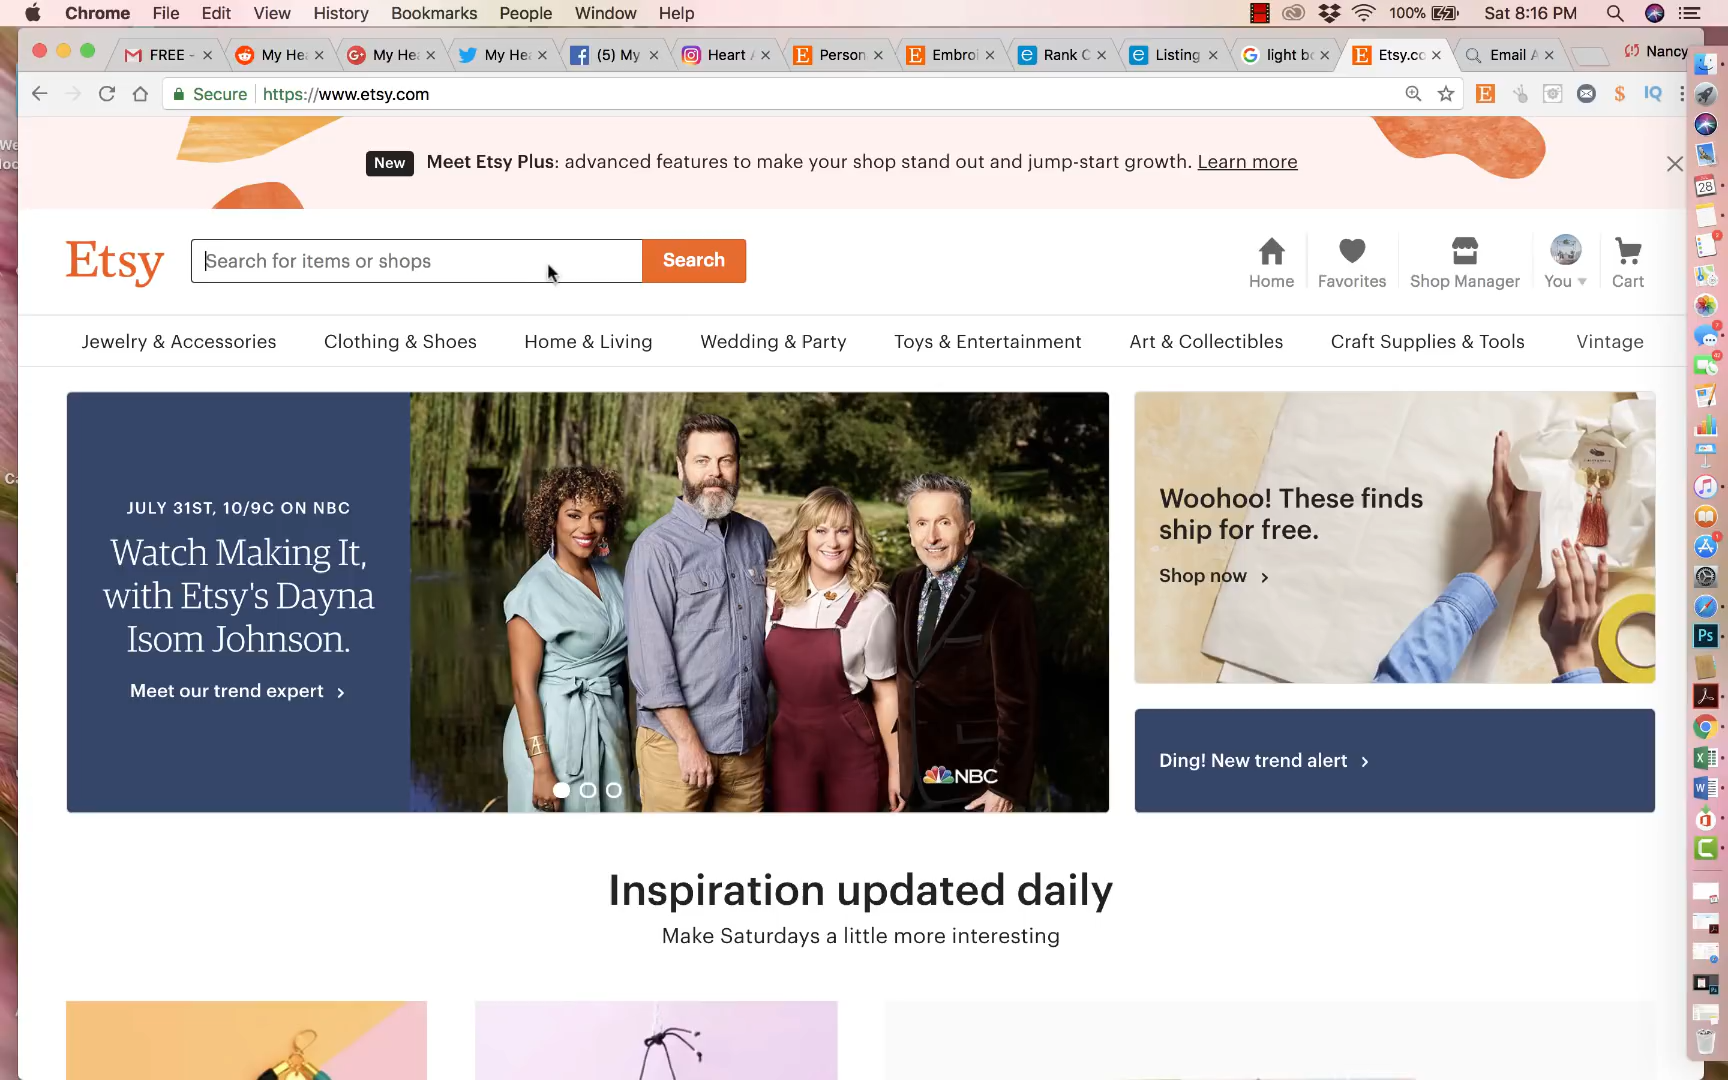 Chrome File Edit View History Bookmarks People Window Help 100% Sat 8:16 PM
FREE - My Hea My Hea My Hea (5) My Heart A Person Embroi Rank C Listing light bo Etsy.co Email A Nancy
Secure https://www.etsy.com
New Meet Etsy Plus: advanced features to make your shop stand out and jump-start growth. Learn more
Etsy Search for items or shops Search
Home Favorites Shop Manager You Cart
Jewelry & Accessories Clothing & Shoes Home & Living Wedding & Party Toys & Entertainment Art & Collectibles Craft Supplies & Tools Vintage
JULY 31ST, 10/9C ON NBC
Watch Making It,
with Etsy's Dayna
Isom Johnson.
Meet our trend expert
NBC
Woohoo! These finds
ship for free.
Shop now
Ding! New trend alert
Inspiration updated daily
Make Saturdays a little more interesting